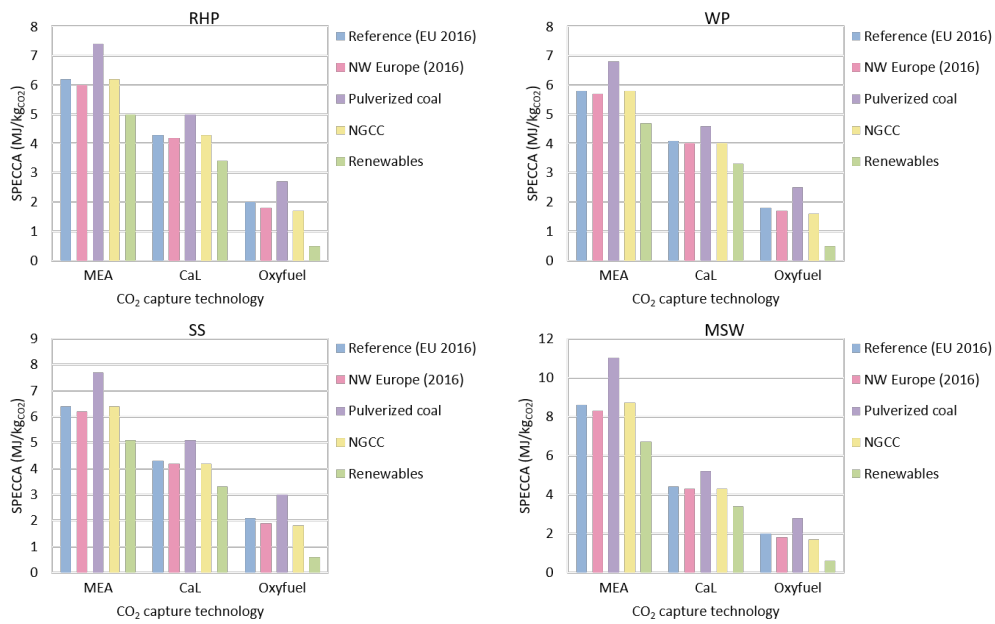 RHP
8
7
6
5
4
3
2
1
0
SPECCA (MJ/kgCO2)
MEA CaL Oxyfuel
CO2 capture technology
Reference (EU 2016)
NW Europe (2016)
Pulverized coal
NGCC
Renewables
WP
8
7
6
5
4
3
2
1
0
SPECCA (MJ/kgCO2)
MEA CaL Oxyfuel
CO2 capture technology
Reference (EU 2016)
NW Europe (2016)
Pulverized coal
NGCC
Renewables
SS
9
8
7
6
5
4
3
2
1
0
SPECCA (MJ/kgCO2)
MEA CaL Oxyfuel
CO2 capture technology
Reference (EU 2016)
NW Europe (2016)
Pulverized coal
NGCC
Renewables
MSW
12
10
8
6
4
2
0
SPECCA (MJ/kgCO2)
MEA CaL Oxyfuel
CO2 capture technology
Reference (EU 2016)
NW Europe (2016)
Pulverized coal
NGCC
Renewables